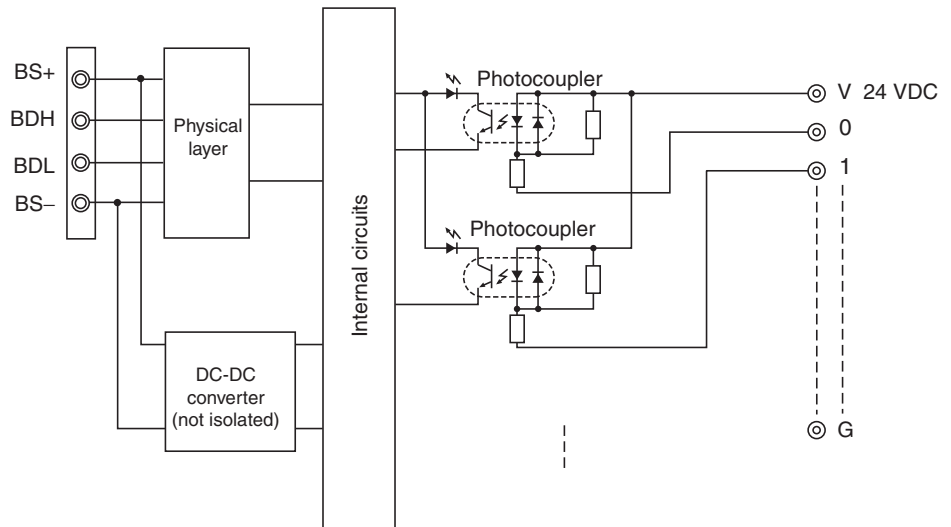 BS+
BDH
BDL
BS−
Physical
layer
DC-DC
converter
(not isolated)
Internal circuits
Photocoupler
Photocoupler
V 24 VDC
0
1
G